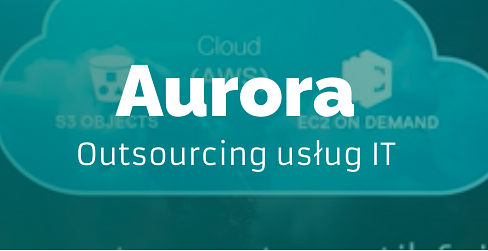 Cloud
(AWS)
Aurora
S3 OBJECTS
EC2 ON DEMAND
Outsourcing usług IT